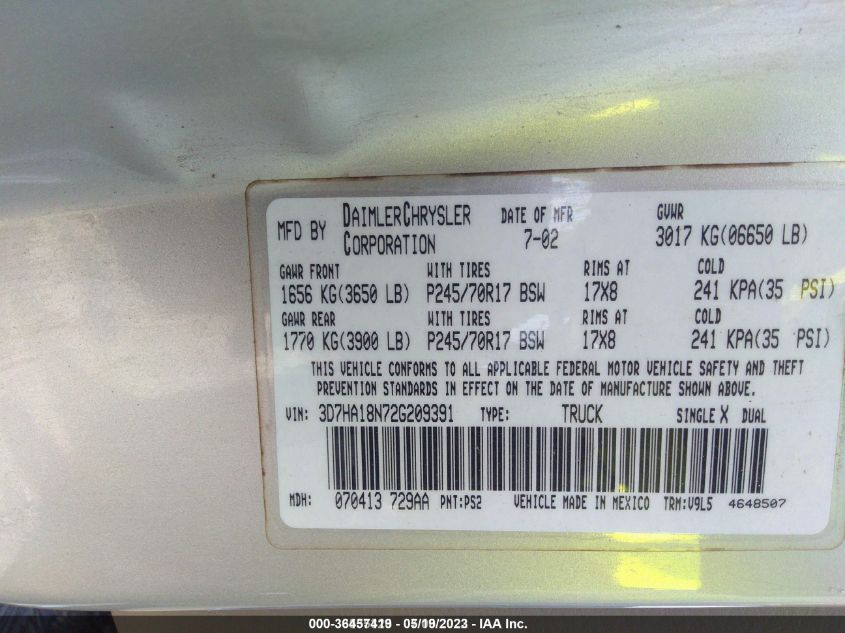 MFD BY DAIMLERCHRYSLER CORPORATION DATE OF MFR 7-02 GVWR 3017 KG(06650 LB)
GAWR FRONT WITH TIRES RIMS AT COLD
1656 KG(3650 LB) P245/70R17 BSW 17X8 241 KPA(35 PSI)
GAWR REAR WITH TIRES RIMS AT COLD
1770 KG(3900 LB) P245/70R17 BSW 17X8 241 KPA(35 PSI)
THIS VEHICLE CONFORMS TO ALL APPLICABLE FEDERAL MOTOR VEHICLE SAFETY AND THEFT
PREVENTION STANDARDS IN EFFECT ON THE DATE OF MANUFACTURE SHOWN ABOVE.
VIN: 3D7HA18N72G209391 TYPE: TRUCK SINGLE X DUAL
MDH: 070413 729AA PNT:PS2 VEHICLE MADE IN MEXICO TRM:V9L5 4648507
000-36457419 - 05/19/2023 - IAA Inc.